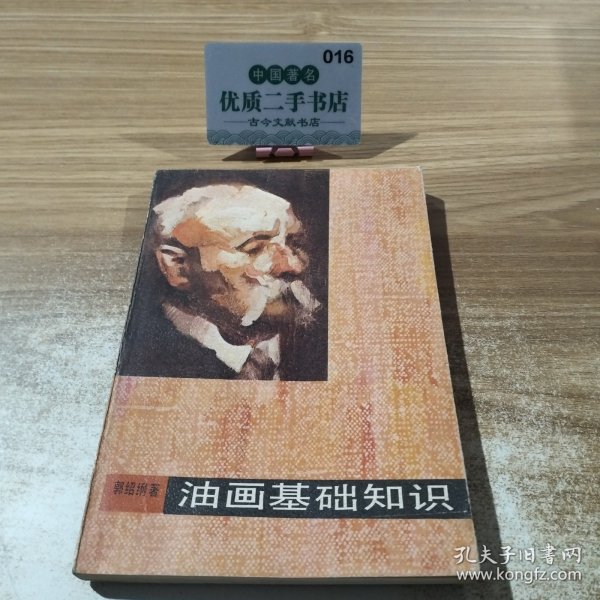 016
中国著名
优质二手书店
古今文献书店
郭绍纲著
油画基础知识
孔夫子旧书网
www.kongfz.com